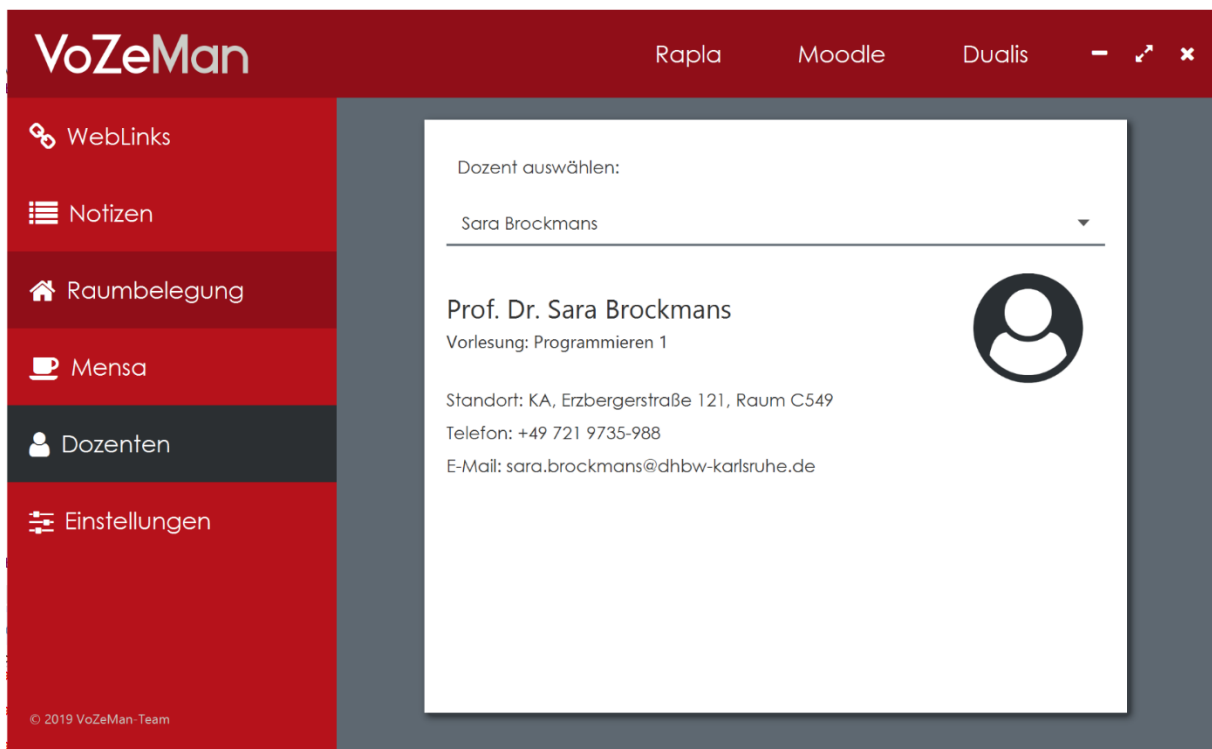 VoZeMan
Rapla Moodle Dualis
WebLinks
Notizen
Raumbelegung
Mensa
Dozenten
Einstellungen
© 2019 VoZeMan-Team
Dozent auswählen:
Sara Brockmans
Prof. Dr. Sara Brockmans
Vorlesung: Programmieren 1
Standort: KA, Erzbergerstraße 121, Raum C549
Telefon: +49 721 9735-988
E-Mail: sara.brockmans@dhbw-karlsruhe.de